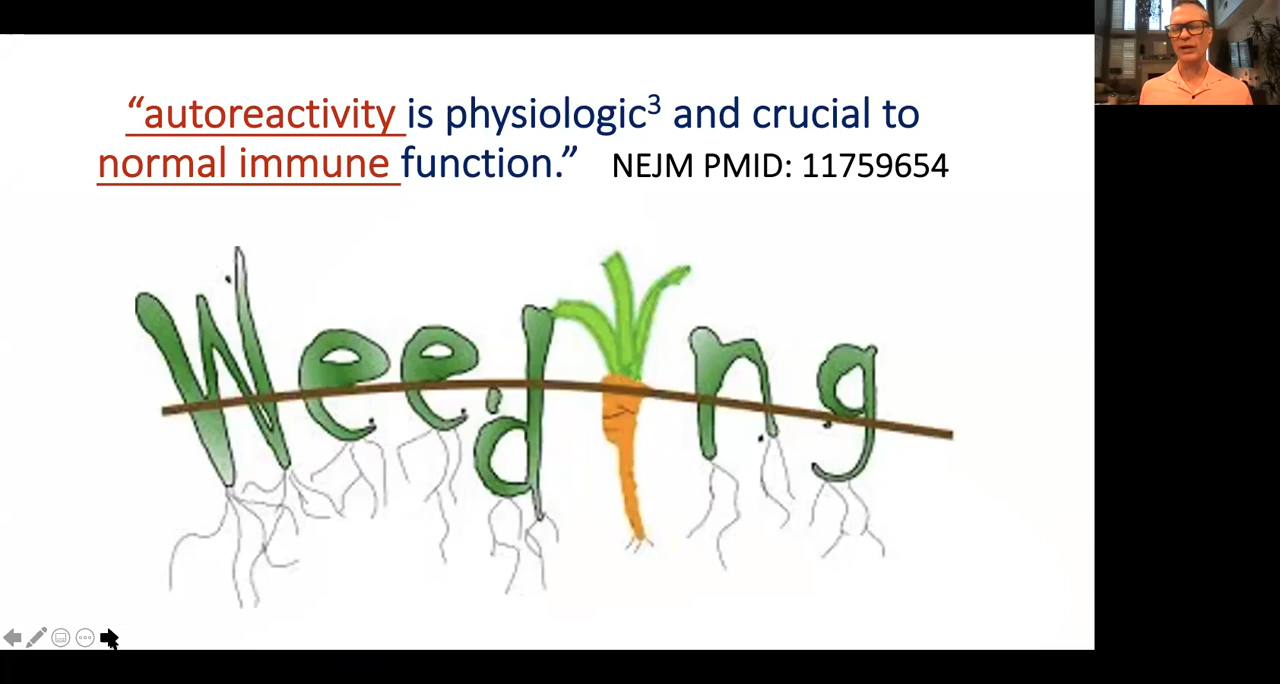 “autoreactivity is physiologic³ and crucial to
normal immune function.” NEJM PMID: 11759654
Weeding